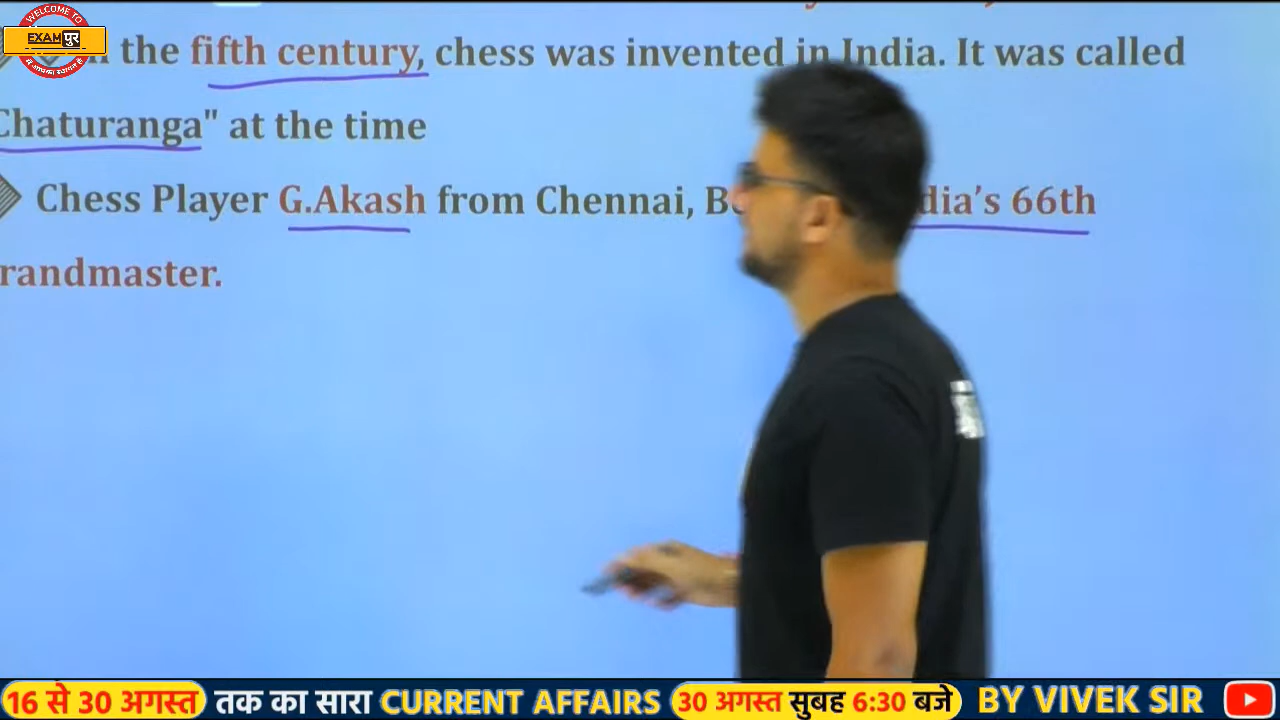 WELCOME TO
EXAMपुर
the fifth century, chess was invented in India. It was called
Chaturanga" at the time
Chess Player G.Akash from Chennai, dia's 66th
randmaster.
16 से 30 अगस्त तक का सारा CURRENT AFFAIRS 30 अगस्त सुबह 6:30 बजे BY VIVEK SIR